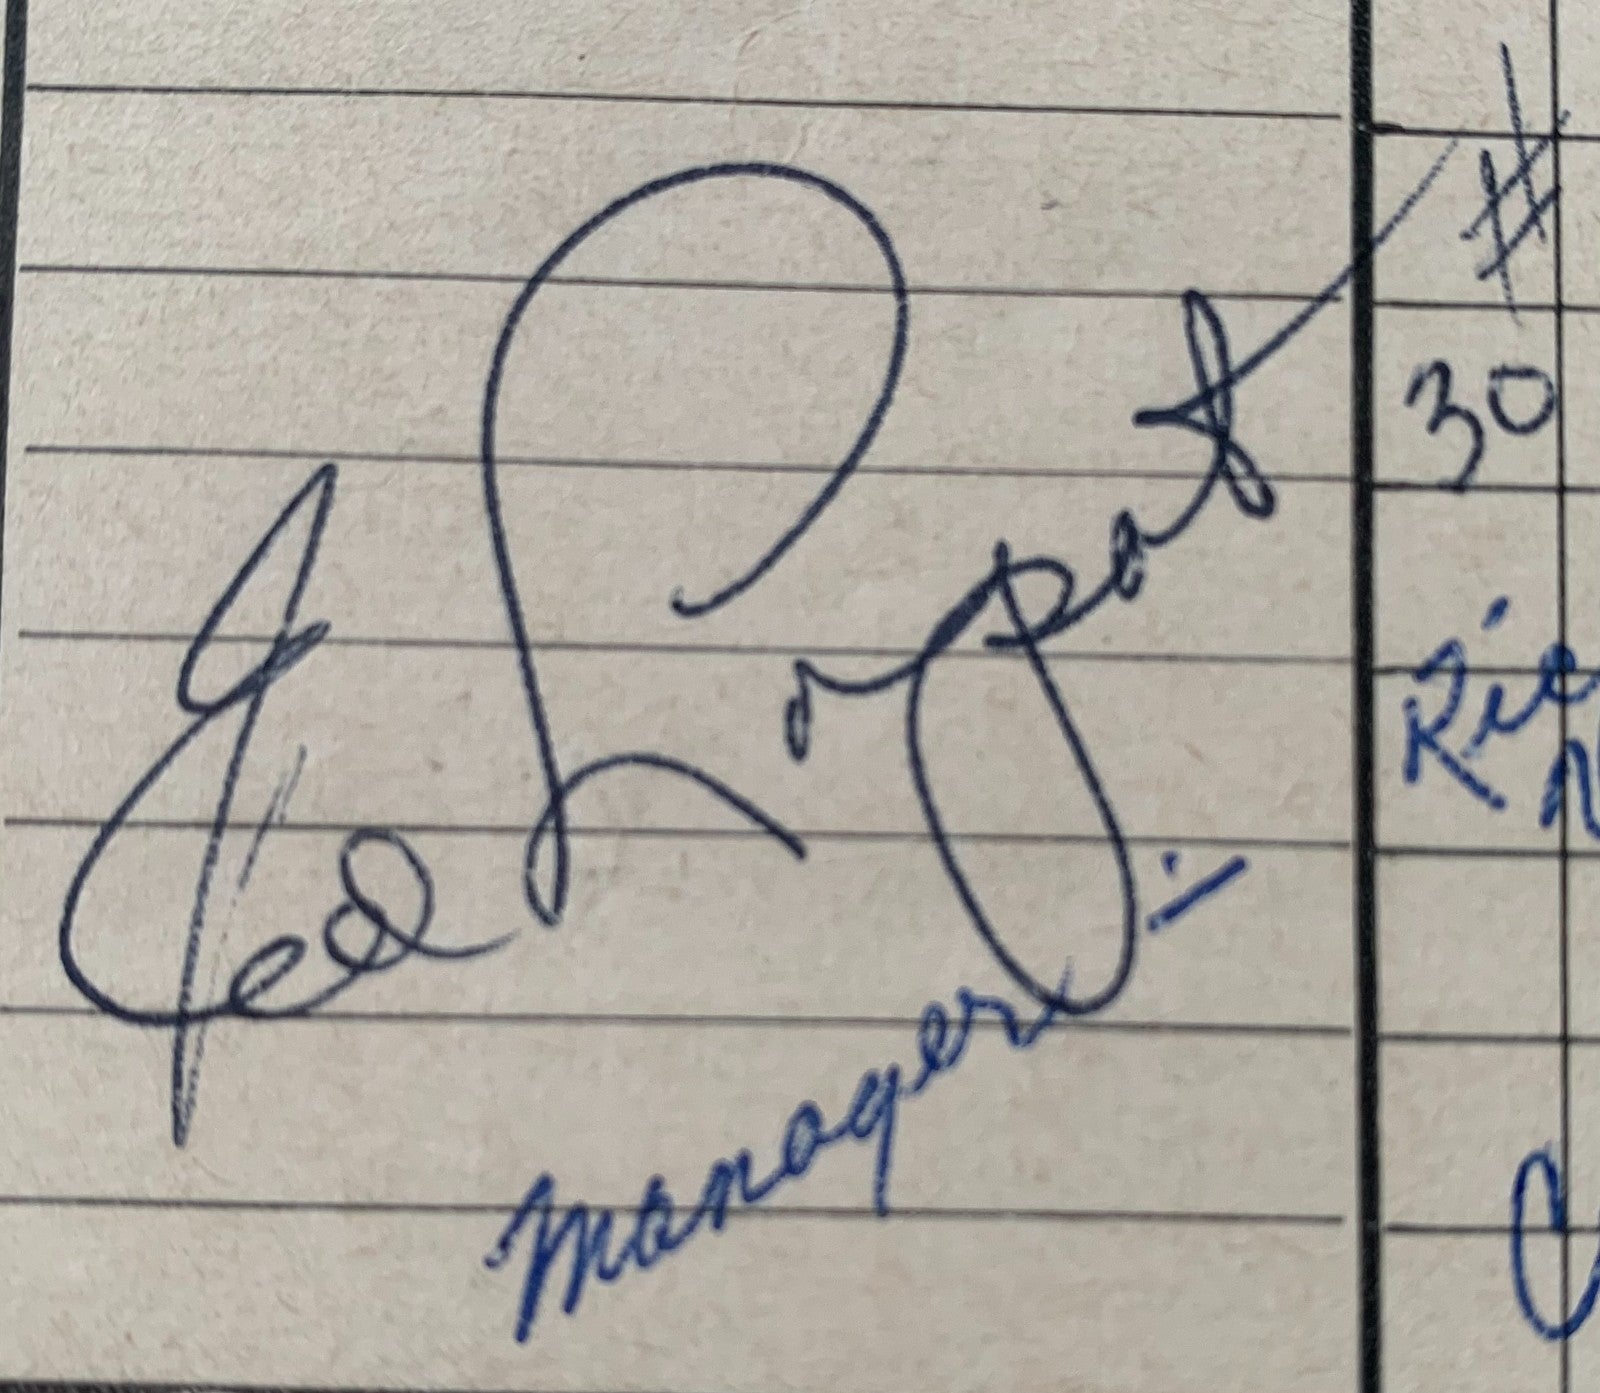 Ed Lopat
Manager
#
30